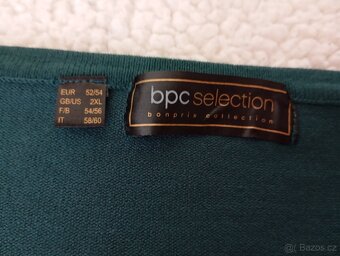 EUR 52/54
GB/US 2XL
F/B 54/56
IT 58/60
bpc selection
bonprix collection
Bazos.cz